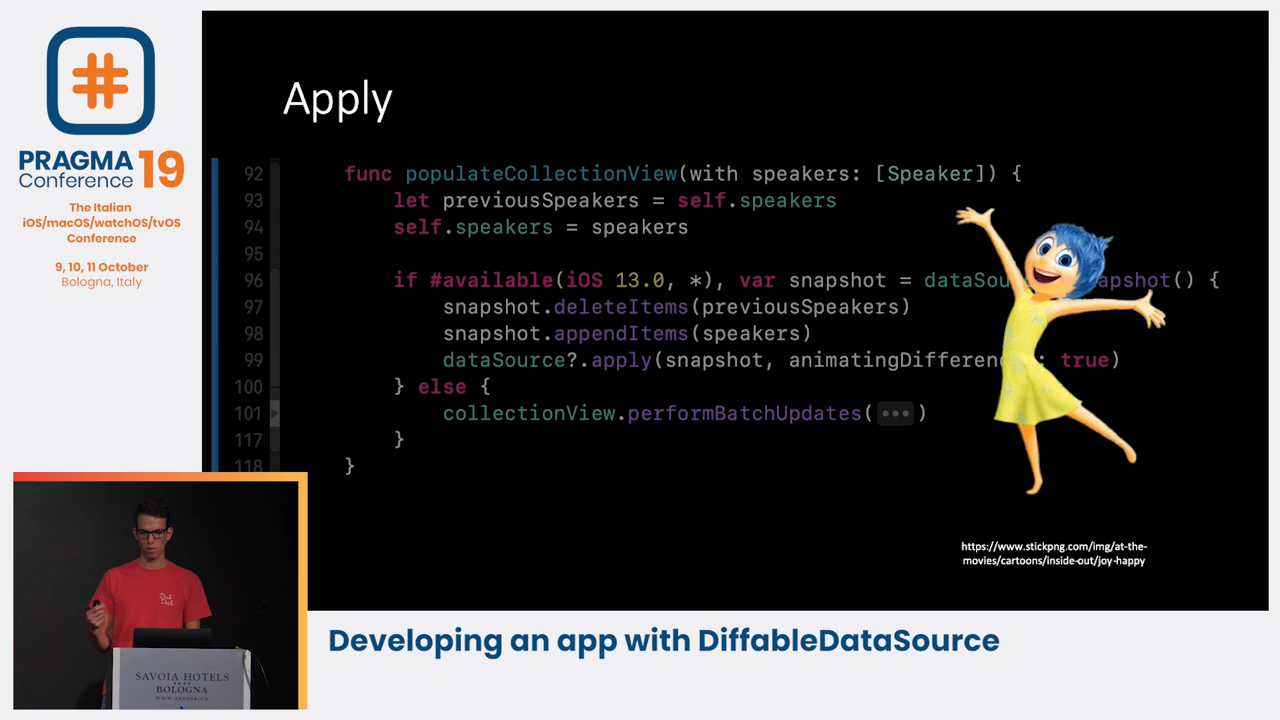 #
PRAGMA 19
Conference
The Italian
iOS/macOS/watchOS/tvOS
Conference
9, 10, 11 October
Bologna, Italy
Apply
92 func populateCollectionView(with speakers: [Speaker]) {
93 let previousSpeakers = self.speakers
94 self.speakers = speakers
95
96 if #available(iOS 13.0, *), var snapshot = dataSou apshot() {
97 snapshot.deleteItems(previousSpeakers)
98 snapshot.appendItems(speakers)
99 dataSource?.apply(snapshot, animatingDifferen : true)
100 } else {
101 collectionView.performBatchUpdates(•••)
117 }
118 }
https://www.stickpng.com/img/at-the-
movies/cartoons/inside-out/joy-happy
SAVOIA HOTELS
BOLOGNA
www.savoia.eu
Developing an app with DiffableDataSource